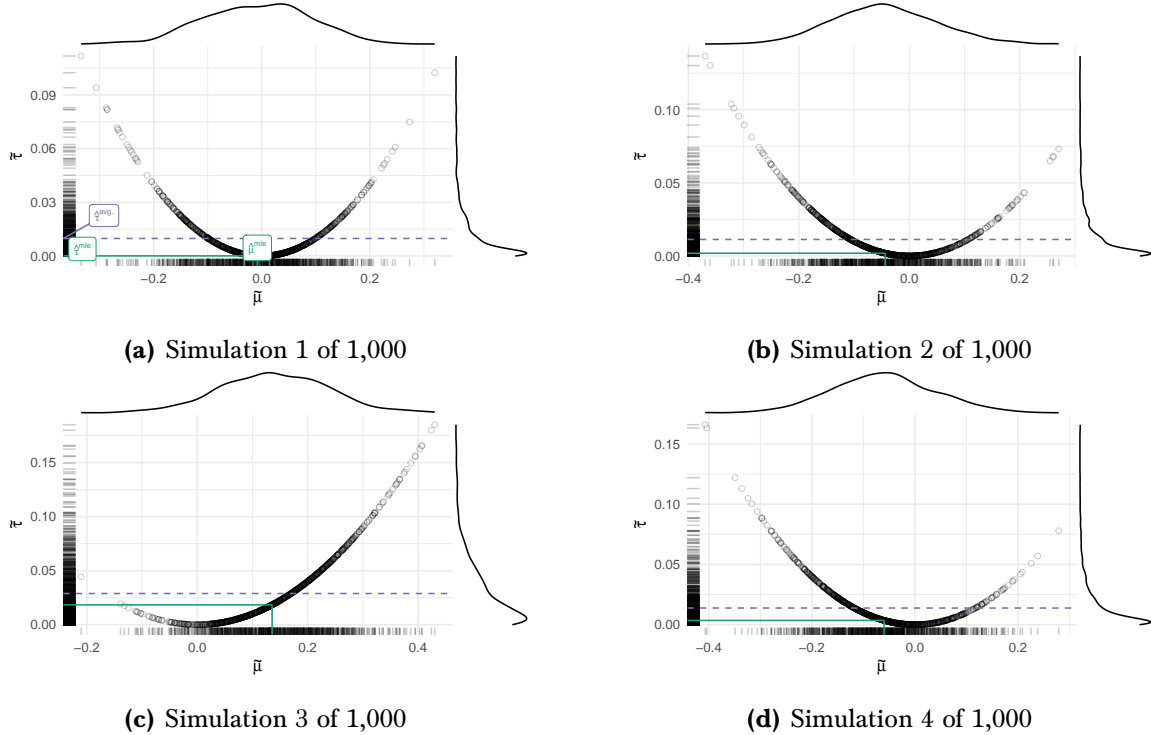 0.09
τ̃
0.06
0.03
0.00
τ̂ᵃᵛᵍ·
τ̂ᵐˡᵉ
μ̂ᵐˡᵉ
−0.2 0.0 0.2
μ̃
(a) Simulation 1 of 1,000
0.10
τ̃
0.05
0.00
−0.4 −0.2 0.0 0.2
μ̃
(b) Simulation 2 of 1,000
0.15
τ̃
0.10
0.05
0.00
−0.2 0.0 0.2 0.4
μ̃
(c) Simulation 3 of 1,000
0.15
τ̃
0.10
0.05
0.00
−0.4 −0.2 0.0 0.2
μ̃
(d) Simulation 4 of 1,000